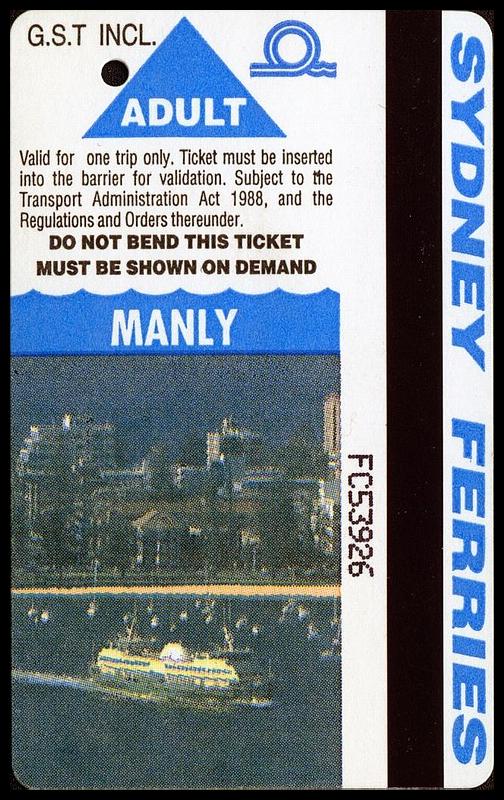 G.S.T INCL.
ADULT
Valid for one trip only. Ticket must be inserted
into the barrier for validation. Subject to the
Transport Administration Act 1988, and the
Regulations and Orders thereunder.
DO NOT BEND THIS TICKET
MUST BE SHOWN ON DEMAND
MANLY
FC53926
SYDNEY FERRIES